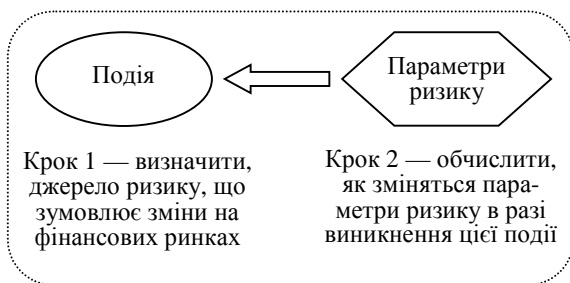 Подія
Параметри
ризику
Крок 1 — визначити,
джерело ризику, що
зумовлює зміни на
фінансових ринках
Крок 2 — обчислити,
як зміняться пара-
метри ризику в разі
виникнення цієї події